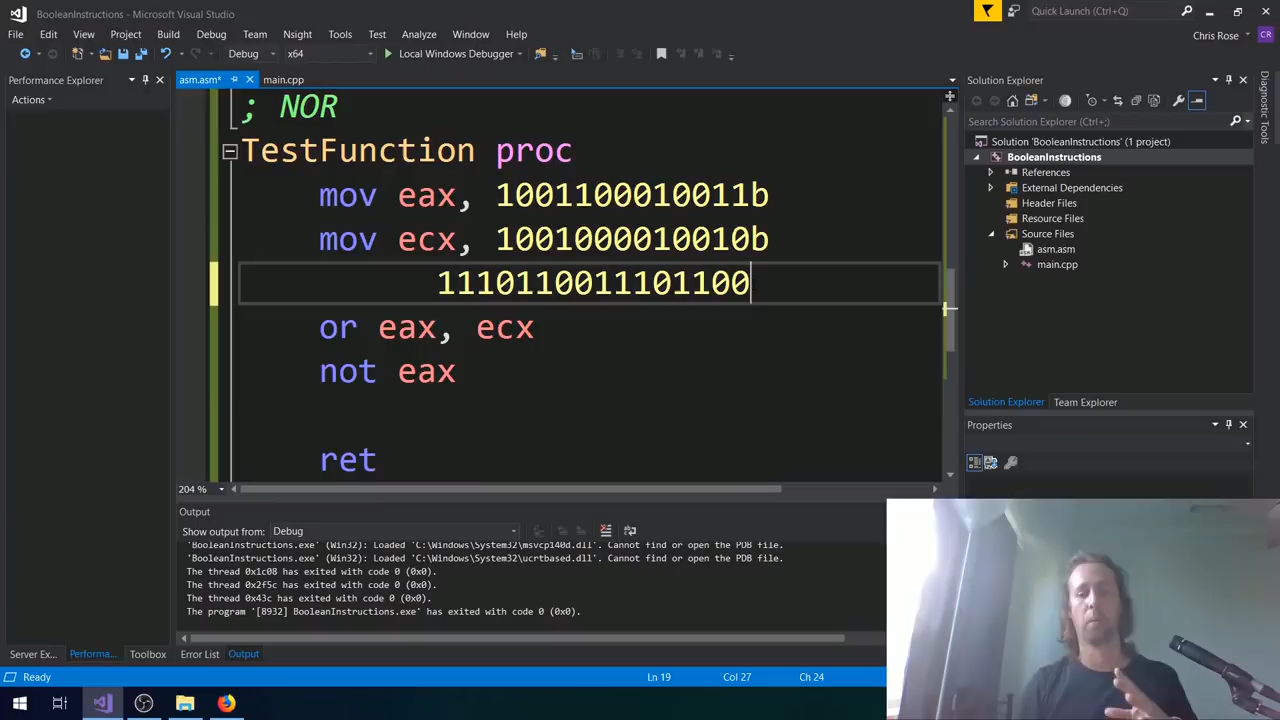 BooleanInstructions - Microsoft Visual Studio
Quick Launch (Ctrl+Q)
File Edit View Project Build Debug Team Nsight Tools Test Analyze Window Help
Chris Rose
CR
Debug x64 Local Windows Debugger
Performance Explorer
Actions
asm.asm* main.cpp
; NOR
TestFunction proc
mov eax, 1001100010011b
mov ecx, 1001000010010b
1110110011101100
or eax, ecx
not eax
ret
204 %
Solution Explorer
Search Solution Explorer (Ctrl+;)
Solution 'BooleanInstructions' (1 project)
BooleanInstructions
References
External Dependencies
Header Files
Resource Files
Source Files
asm.asm
main.cpp
Solution Explorer Team Explorer
Properties
Diagnostic Tools
Output
Show output from: Debug
'BooleanInstructions.exe' (Win32): Loaded 'C:\Windows\System32\msvcp140d.dll'. Cannot find or open the PDB file.
'BooleanInstructions.exe' (Win32): Loaded 'C:\Windows\System32\ucrtbased.dll'. Cannot find or open the PDB file.
The thread 0x1c08 has exited with code 0 (0x0).
The thread 0x2f5c has exited with code 0 (0x0).
The thread 0x43c has exited with code 0 (0x0).
The program '[8932] BooleanInstructions.exe' has exited with code 0 (0x0).
Server Ex... Performa... Toolbox Error List Output
Ready Ln 19 Col 27 Ch 24